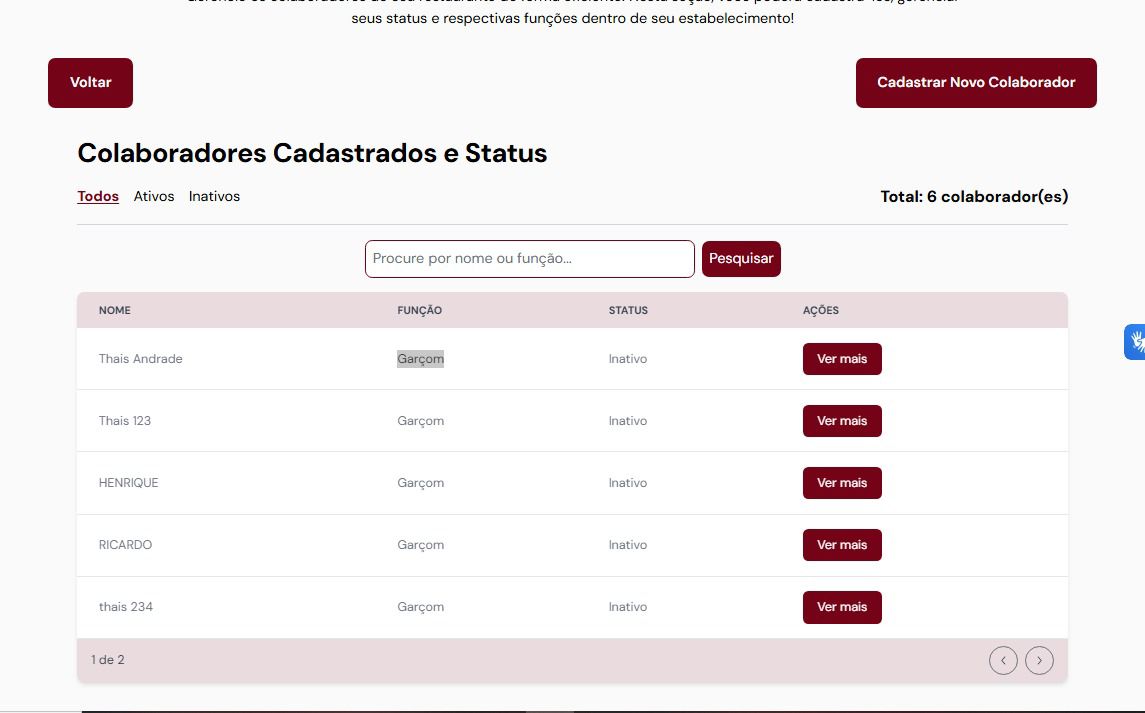 seus status e respectivas funções dentro de seu estabelecimento!
Voltar
Cadastrar Novo Colaborador
Colaboradores Cadastrados e Status
Todos Ativos Inativos
Total: 6 colaborador(es)
Procure por nome ou função... Pesquisar
NOME FUNÇÃO STATUS AÇÕES
Thais Andrade Garçom Inativo Ver mais
Thais 123 Garçom Inativo Ver mais
HENRIQUE Garçom Inativo Ver mais
RICARDO Garçom Inativo Ver mais
thais 234 Garçom Inativo Ver mais
1 de 2